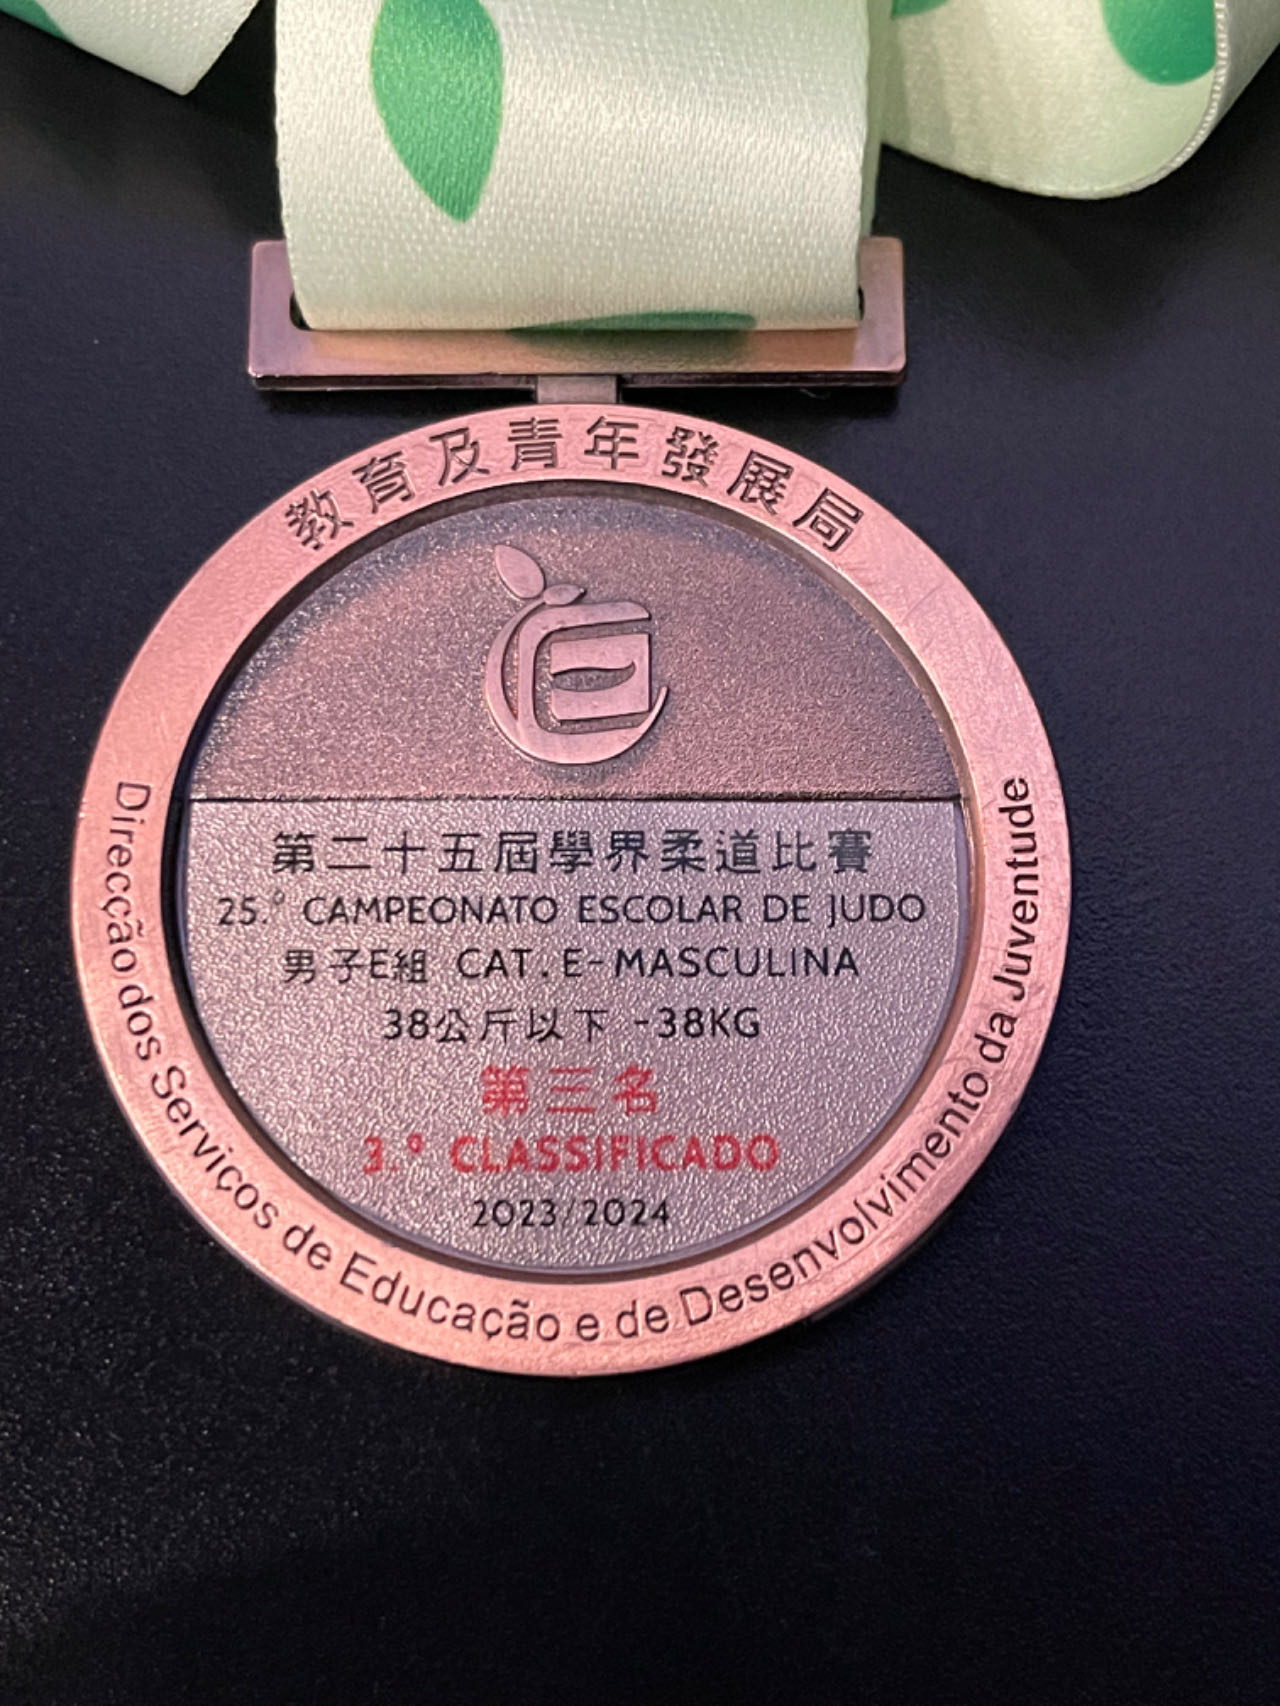 教育及青年發展局
第二十五屆學界柔道比賽
25.º CAMPEONATO ESCOLAR DE JUDO
男子E組 CAT.E-MASCULINA
38公斤以下 -38KG
第三名
3.º CLASSIFICADO
2023/2024
Direcção dos Serviços de Educação e de Desenvolvimento da Juventude